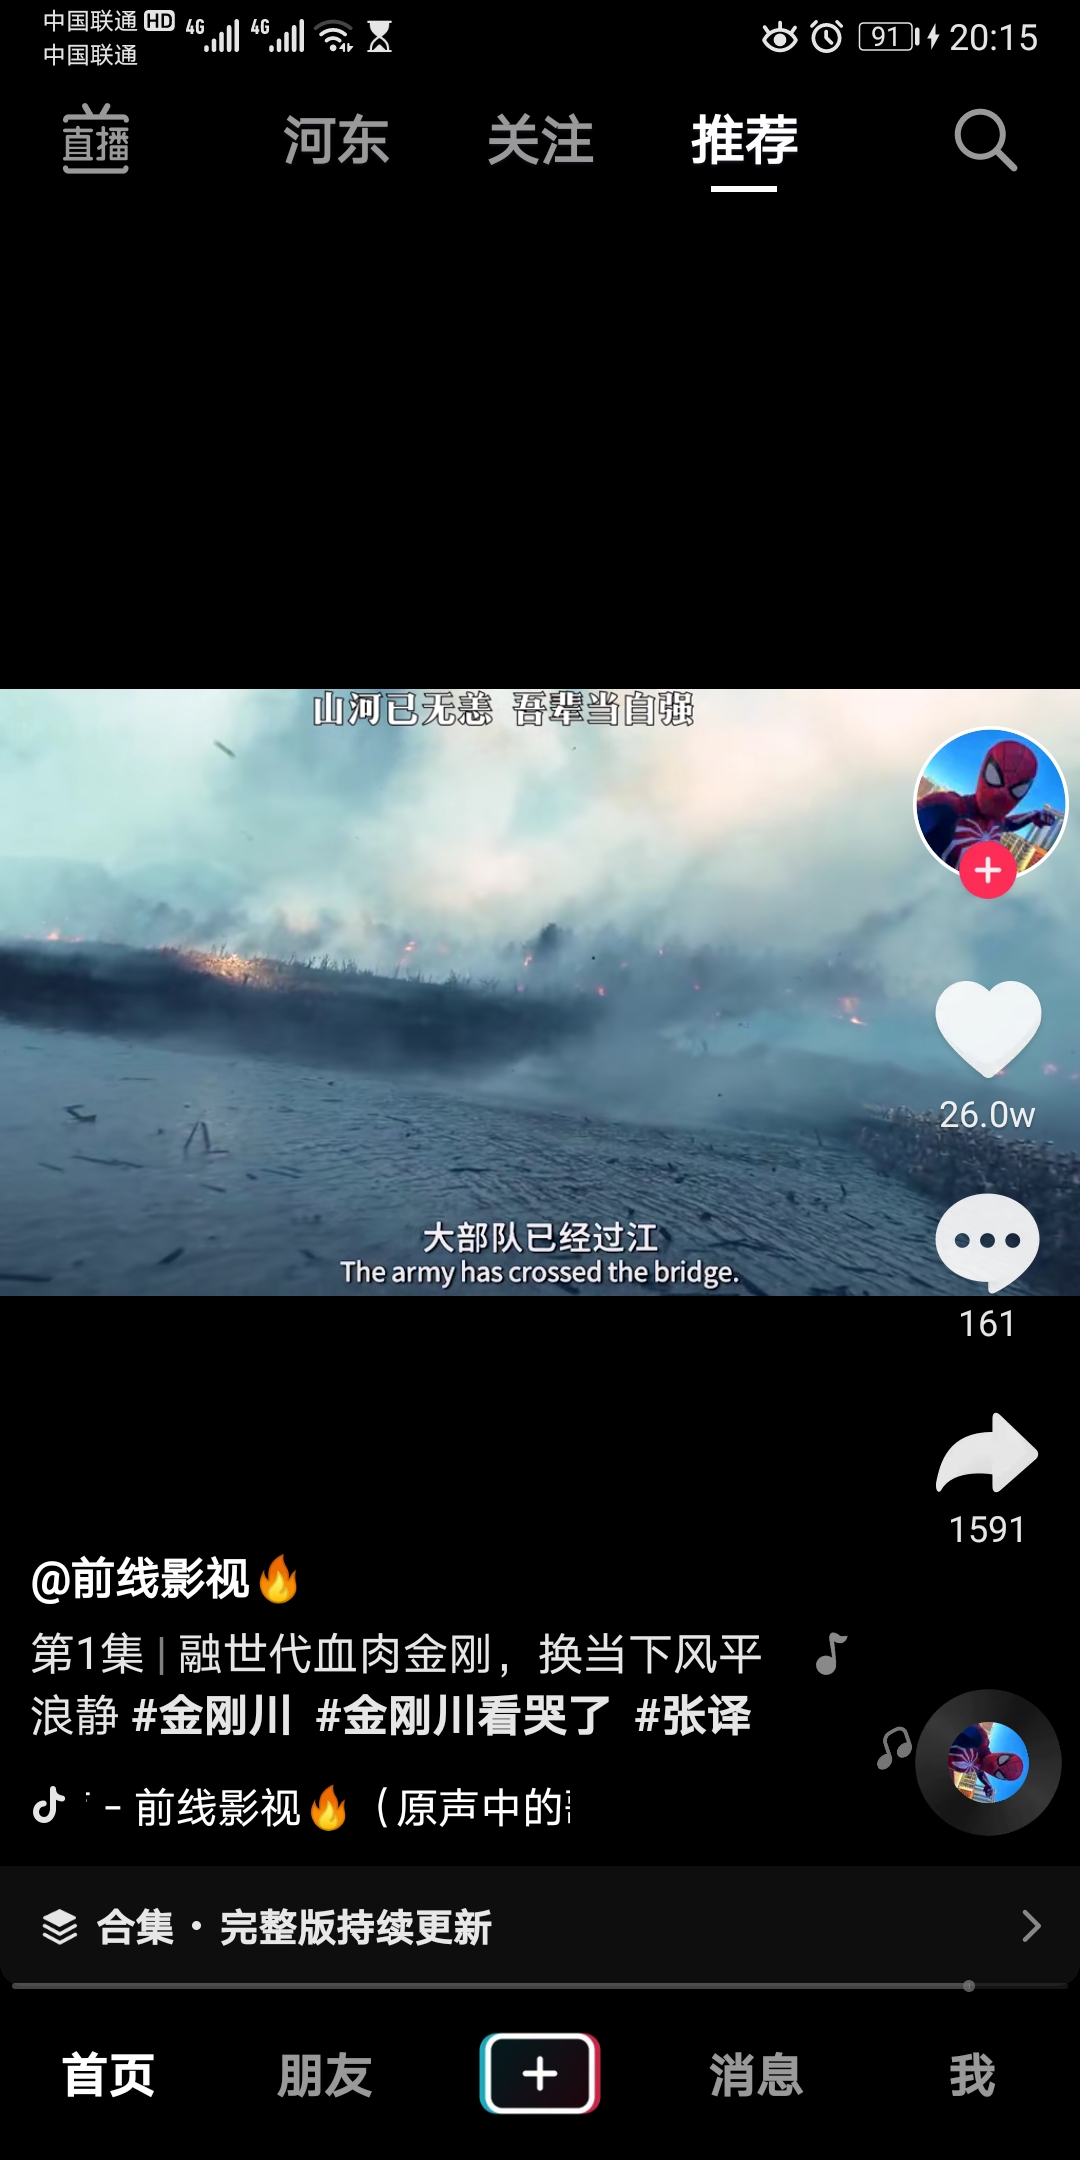 中国联通 HD 4G 4G 91 20:15
中国联通
直播 河东 关注 推荐
山河已无恙 吾辈当自强
26.0w
大部队已经过江
The army has crossed the bridge.
161
1591
@前线影视🔥
第1集 | 融世代血肉金刚，换当下风平
浪静 #金刚川 #金刚川看哭了 #张译
- 前线影视🔥（原声中的
合集 · 完整版持续更新
首页 朋友 消息 我